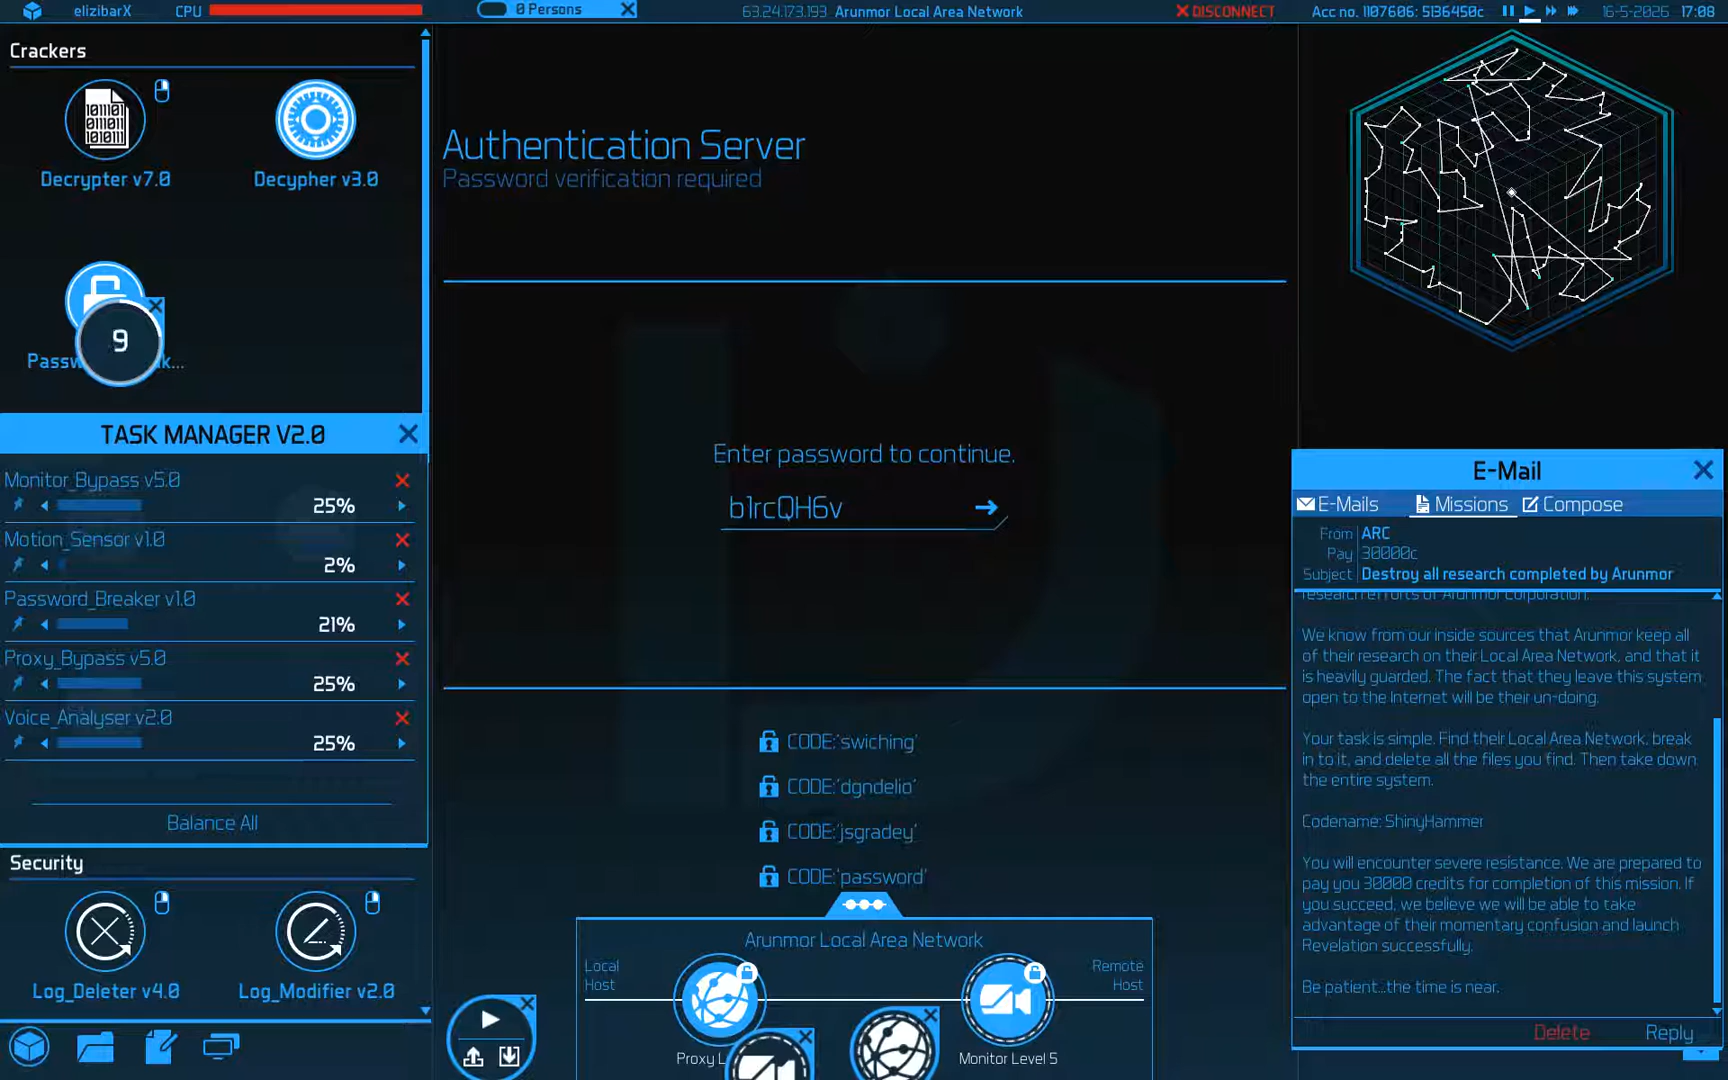 elizibarX
CPU
0 Persons
63.24.173.193 Arunmor Local Area Network
DISCONNECT
Acc no. 1107606: 5136450c
16-5-2026 17:08
Crackers
Decrypter v7.0
Decypher v3.0
9
TASK MANAGER V2.0
Monitor_Bypass v5.0
25%
Motion_Sensor v1.0
2%
Password_Breaker v1.0
21%
Proxy_Bypass v5.0
25%
Voice_Analyser v2.0
25%
Balance All
Security
Log_Deleter v4.0
Log_Modifier v2.0
Authentication Server
Password verification required
Enter password to continue.
b1rcQH6v
CODE:'swiching'
CODE:'dgndelio'
CODE:'jsgradey'
CODE:'password'
Arunmor Local Area Network
Local
Host
Remote
Host
Proxy L
Monitor Level 5
E-Mail
E-Mails
Missions
Compose
From ARC
Pay 30000c
Subject Destroy all research completed by Arunmor
research efforts of Arunmor Corporation.
We know from our inside sources that Arunmor keep all
of their research on their Local Area Network, and that it
is heavily guarded. The fact that they leave this system
open to the Internet will be their un-doing.
Your task is simple. Find their Local Area Network, break
in to it, and delete all the files you find. Then take down
the entire system.
Codename: ShinyHammer
You will encounter severe resistance. We are prepared to
pay you 30000 credits for completion of this mission. If
you succeed, we believe we will be able to take
advantage of their momentary confusion and launch
Revelation successfully.
Be patient...the time is near.
Delete
Reply